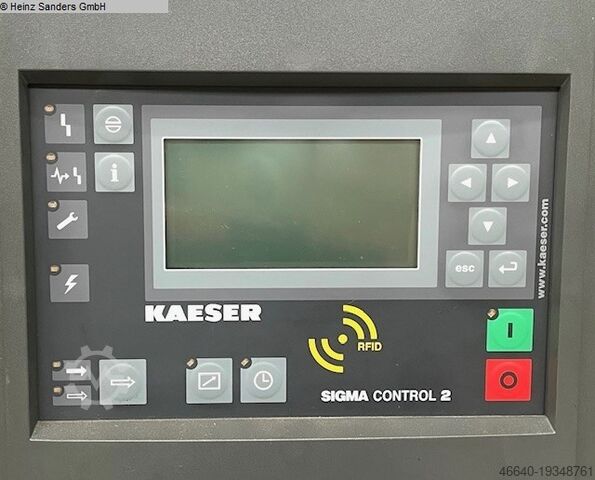 © Heinz Sanders GmbH
i
esc
www.kaeser.com
KAESER
RFID
I
O
SIGMA CONTROL 2
46640-19348761